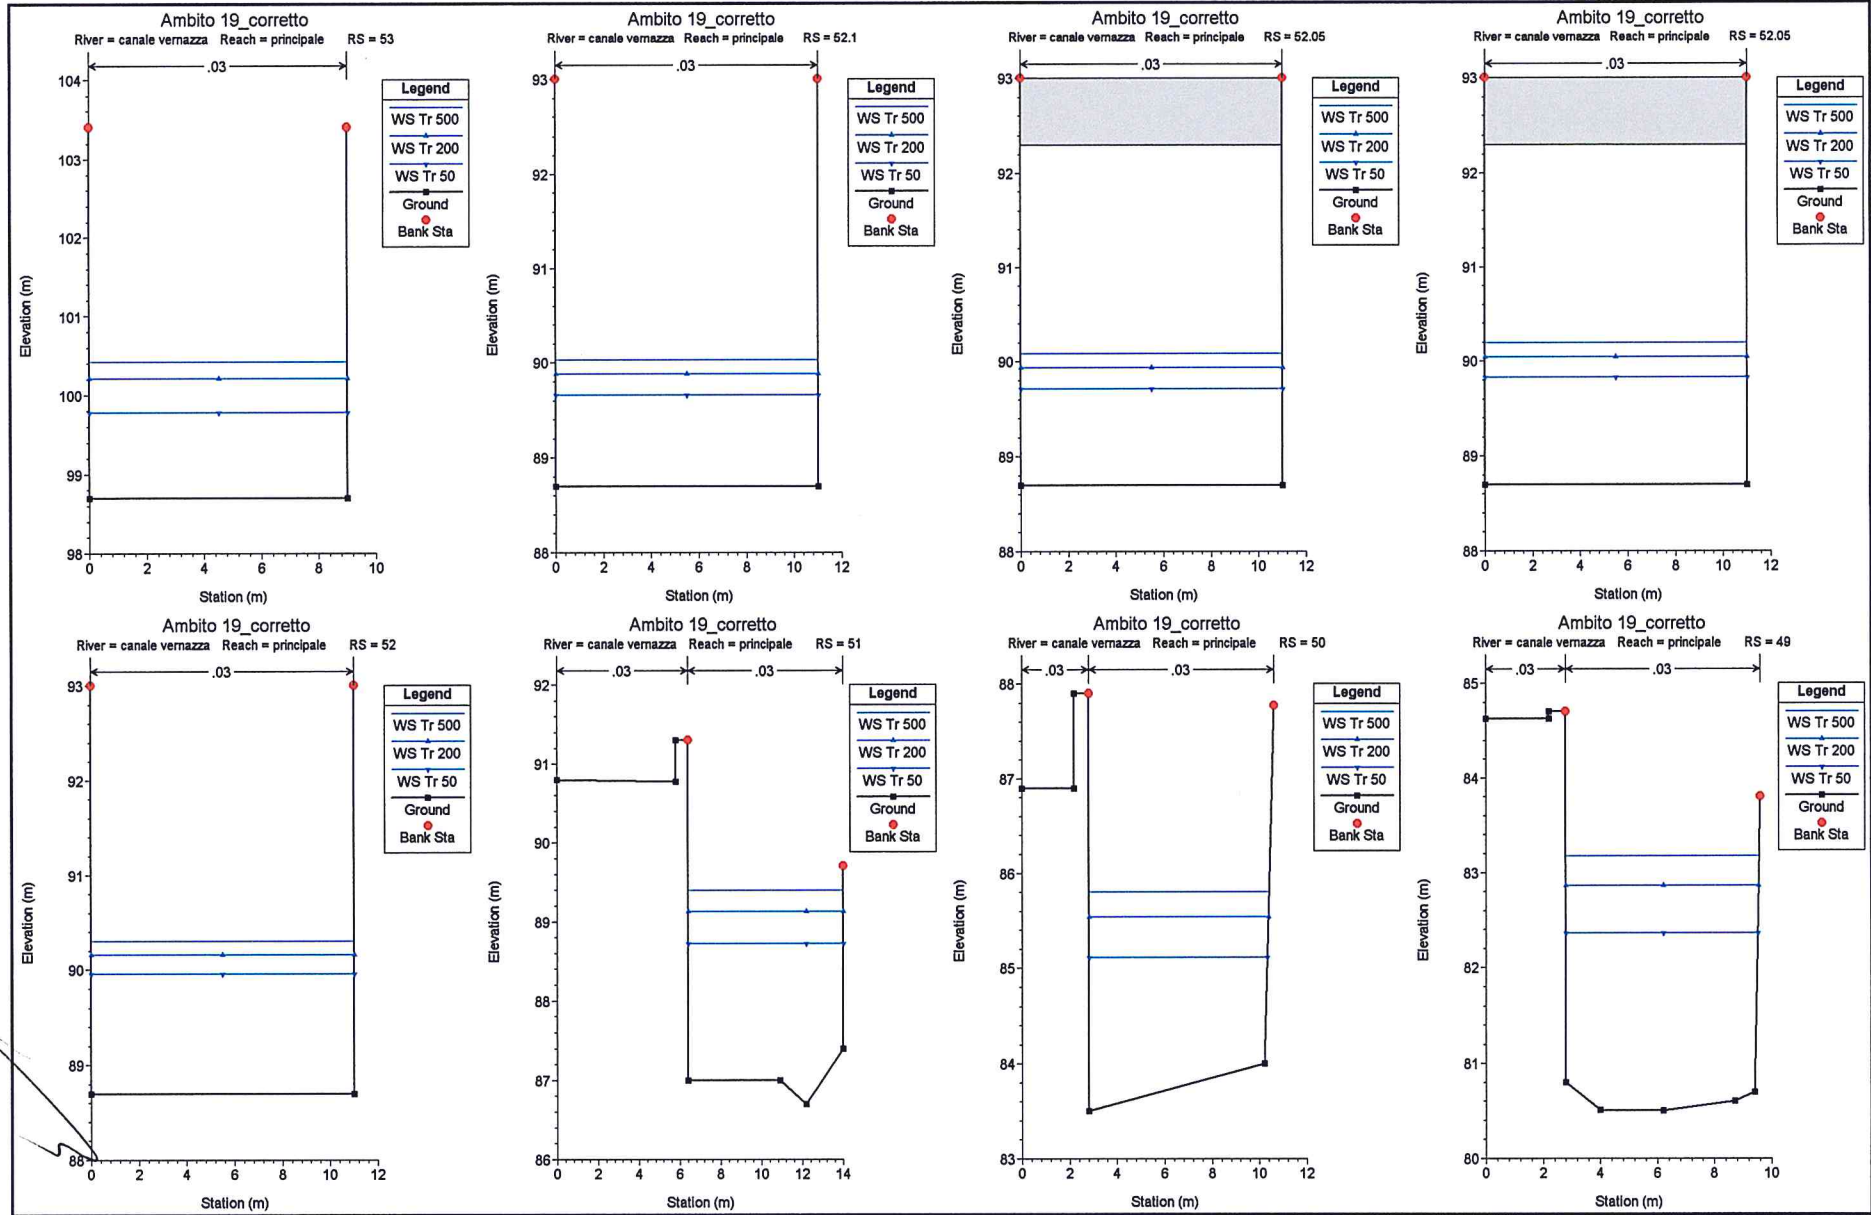 Ambito 19_corretto
River = canale vernazza Reach = principale RS = 53
.03
104
103
102
101
100
99
98
Elevation (m)
0 2 4 6 8 10
Station (m)
Legend
WS Tr 500
WS Tr 200
WS Tr 50
Ground
Bank Sta
Ambito 19_corretto
River = canale vernazza Reach = principale RS = 52.1
.03
93
92
91
90
89
88
Elevation (m)
0 2 4 6 8 10 12
Station (m)
Legend
WS Tr 500
WS Tr 200
WS Tr 50
Ground
Bank Sta
Ambito 19_corretto
River = canale vernazza Reach = principale RS = 52.05
.03
93
92
91
90
89
88
Elevation (m)
0 2 4 6 8 10 12
Station (m)
Legend
WS Tr 500
WS Tr 200
WS Tr 50
Ground
Bank Sta
Ambito 19_corretto
River = canale vernazza Reach = principale RS = 52.05
.03
93
92
91
90
89
88
Elevation (m)
0 2 4 6 8 10 12
Station (m)
Legend
WS Tr 500
WS Tr 200
WS Tr 50
Ground
Bank Sta
Ambito 19_corretto
River = canale vernazza Reach = principale RS = 52
.03
93
92
91
90
89
88
Elevation (m)
0 2 4 6 8 10 12
Station (m)
Legend
WS Tr 500
WS Tr 200
WS Tr 50
Ground
Bank Sta
Ambito 19_corretto
River = canale vernazza Reach = principale RS = 51
.03 .03
92
91
90
89
88
87
86
Elevation (m)
0 2 4 6 8 10 12 14
Station (m)
Legend
WS Tr 500
WS Tr 200
WS Tr 50
Ground
Bank Sta
Ambito 19_corretto
River = canale vernazza Reach = principale RS = 50
.03 .03
88
87
86
85
84
83
Elevation (m)
0 2 4 6 8 10 12
Station (m)
Legend
WS Tr 500
WS Tr 200
WS Tr 50
Ground
Bank Sta
Ambito 19_corretto
River = canale vernazza Reach = principale RS = 49
.03 .03
85
84
83
82
81
80
Elevation (m)
0 2 4 6 8 10
Station (m)
Legend
WS Tr 500
WS Tr 200
WS Tr 50
Ground
Bank Sta